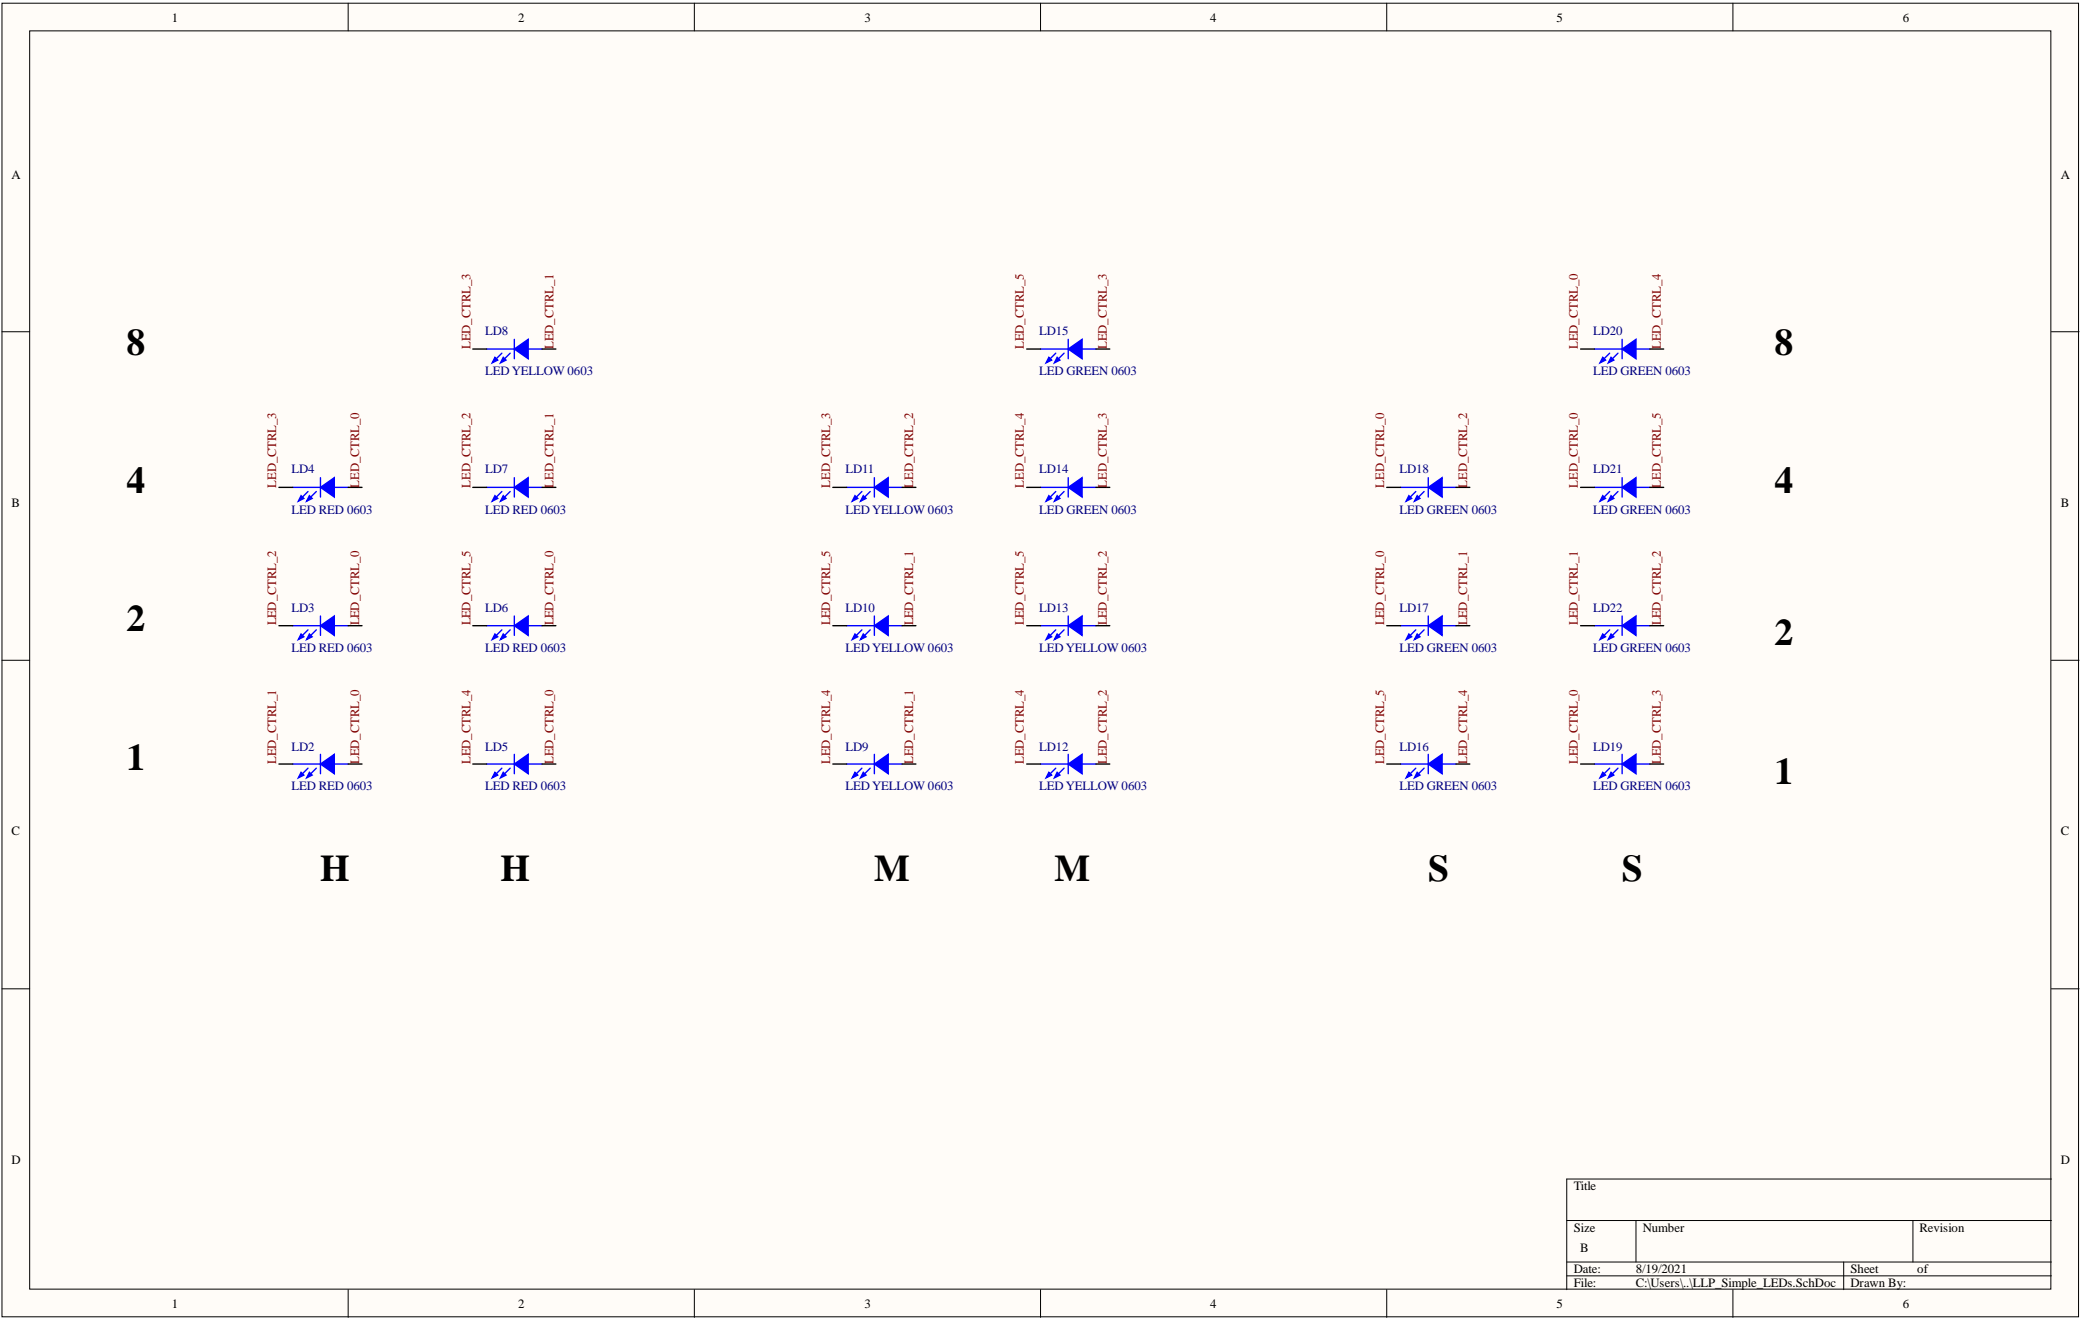 1 2 3 4 5 6
A A
LED_CTRL_3 LED_CTRL_1 LED_CTRL_5 LED_CTRL_3 LED_CTRL_0 LED_CTRL_4
8 LD8 LD15 LD20 8
LED YELLOW 0603 LED GREEN 0603 LED GREEN 0603
LED_CTRL_3 LED_CTRL_0 LED_CTRL_2 LED_CTRL_1 LED_CTRL_3 LED_CTRL_2 LED_CTRL_4 LED_CTRL_3 LED_CTRL_0 LED_CTRL_2 LED_CTRL_0 LED_CTRL_5
4 LD4 LD7 LD11 LD14 LD18 LD21 4
B LED RED 0603 LED RED 0603 LED YELLOW 0603 LED GREEN 0603 LED GREEN 0603 LED GREEN 0603 B
LED_CTRL_2 LED_CTRL_0 LED_CTRL_5 LED_CTRL_0 LED_CTRL_5 LED_CTRL_1 LED_CTRL_5 LED_CTRL_2 LED_CTRL_0 LED_CTRL_1 LED_CTRL_1 LED_CTRL_2
2 LD3 LD6 LD10 LD13 LD17 LD22 2
LED RED 0603 LED RED 0603 LED YELLOW 0603 LED YELLOW 0603 LED GREEN 0603 LED GREEN 0603
LED_CTRL_1 LED_CTRL_0 LED_CTRL_4 LED_CTRL_0 LED_CTRL_4 LED_CTRL_1 LED_CTRL_4 LED_CTRL_2 LED_CTRL_5 LED_CTRL_4 LED_CTRL_0 LED_CTRL_3
1 LD2 LD5 LD9 LD12 LD16 LD19 1
LED RED 0603 LED RED 0603 LED YELLOW 0603 LED YELLOW 0603 LED GREEN 0603 LED GREEN 0603
C C
H H M M S S
D D
Title
Size Number Revision
B
Date: 8/19/2021 Sheet of
File: C:\Users\..\LLP_Simple_LEDs.SchDoc Drawn By:
1 2 3 4 5 6